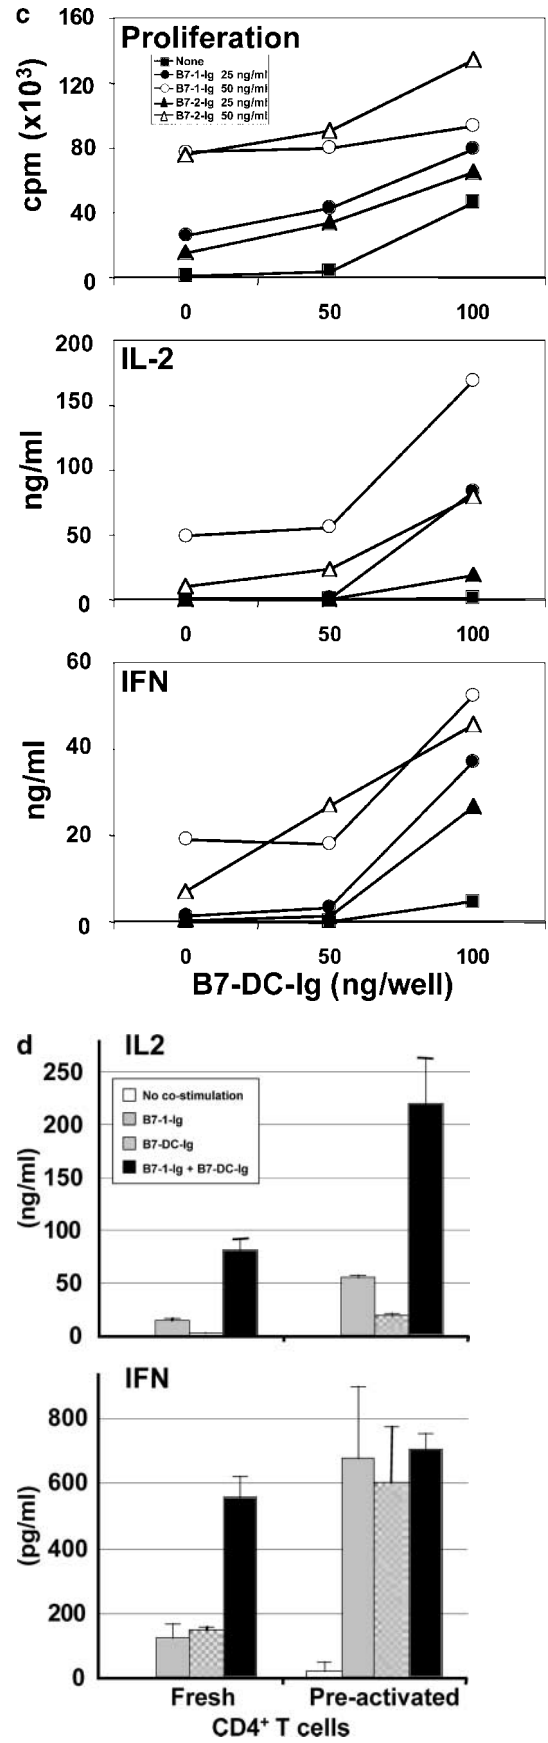 c
Proliferation
None
B7-1-Ig 25 ng/ml
B7-1-Ig 50 ng/ml
B7-2-Ig 25 ng/ml
B7-2-Ig 50 ng/ml
cpm (x10³)
160
120
80
40
0
0 50 100
IL-2
ng/ml
200
150
100
50
0
0 50 100
IFN
ng/ml
60
40
20
0
0 50 100
B7-DC-Ig (ng/well)
d
IL2
No co-stimulation
B7-1-Ig
B7-DC-Ig
B7-1-Ig + B7-DC-Ig
(ng/ml)
250
200
150
100
50
0
IFN
(pg/ml)
800
600
400
200
0
Fresh Pre-activated
CD4⁺ T cells